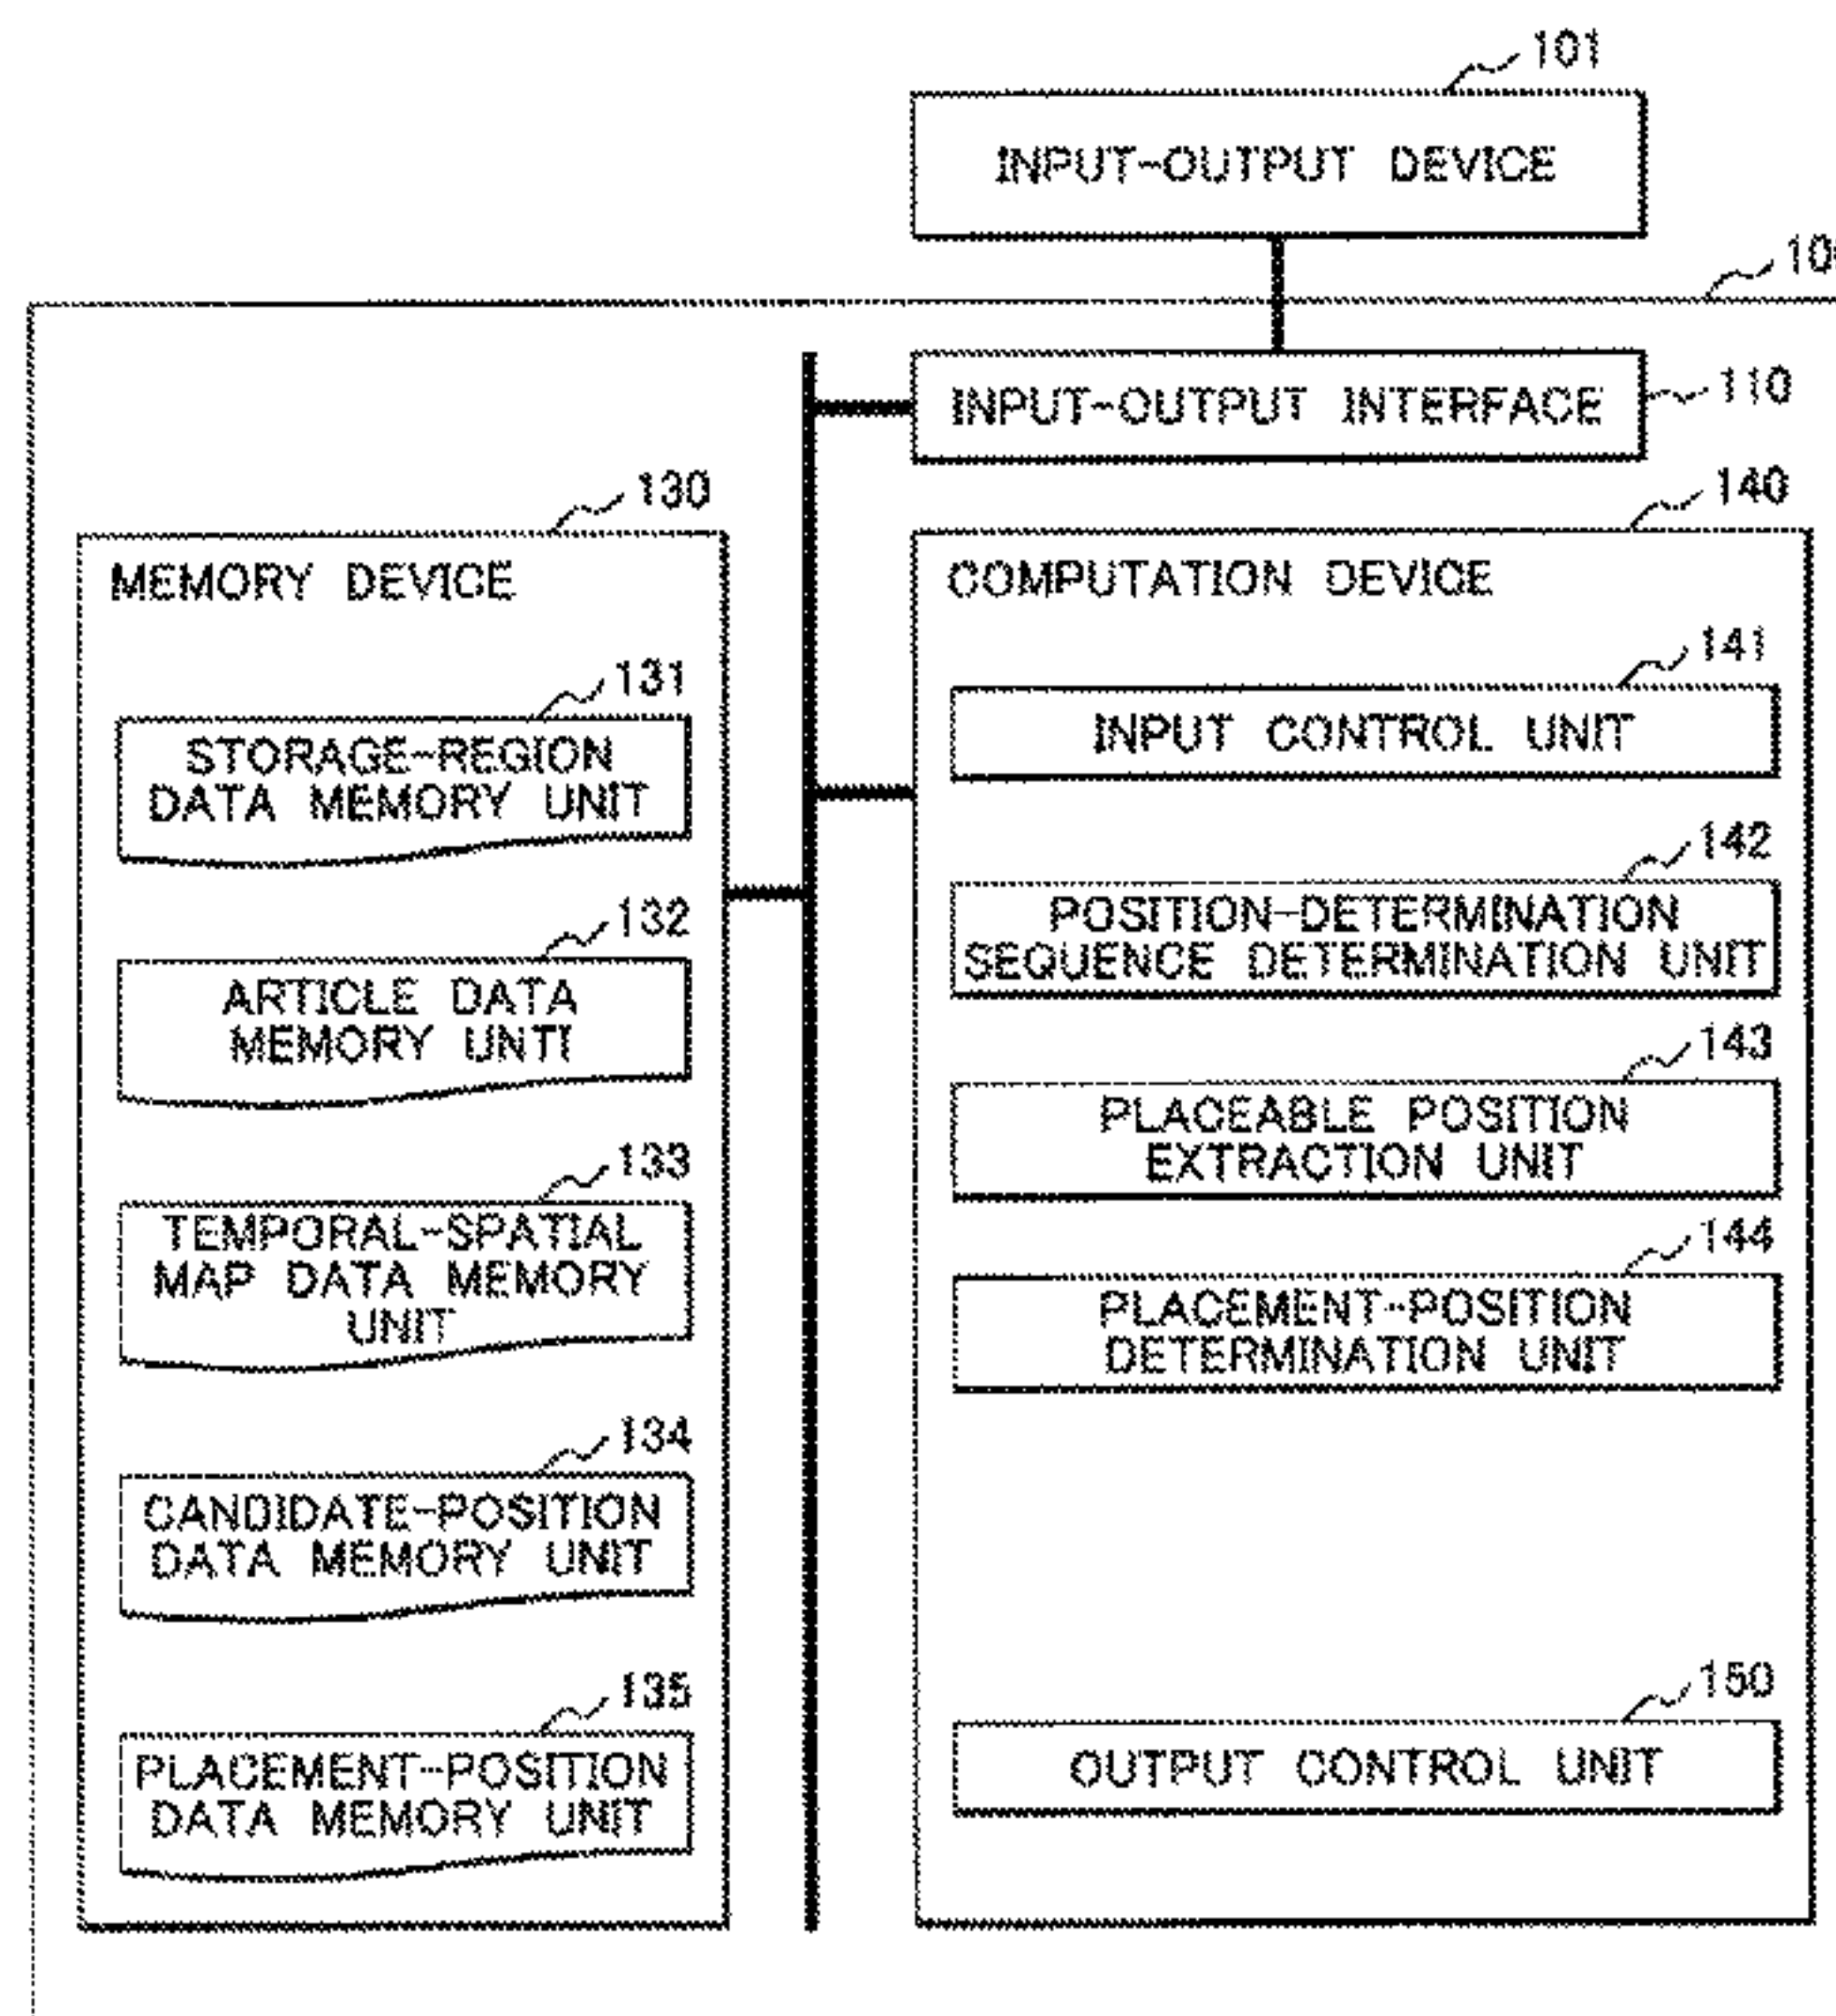 101
INPUT-OUTPUT DEVICE
INPUT-OUTPUT INTERFACE
110
130
MEMORY DEVICE
131
STORAGE-REGION
DATA MEMORY UNIT
132
ARTICLE DATA
MEMORY UNTI
133
TEMPORAL-SPATIAL
MAP DATA MEMORY
UNIT
134
CANDIDATE-POSITION
DATA MEMORY UNIT
135
PLACEMENT-POSITION
DATA MEMORY UNIT
140
COMPUTATION DEVICE
141
INPUT CONTROL UNIT
142
POSITION-DETERMINATION
SEQUENCE DETERMINATION UNIT
143
PLACEABLE POSITION
EXTRACTION UNIT
144
PLACEMENT-POSITION
DETERMINATION UNIT
150
OUTPUT CONTROL UNIT